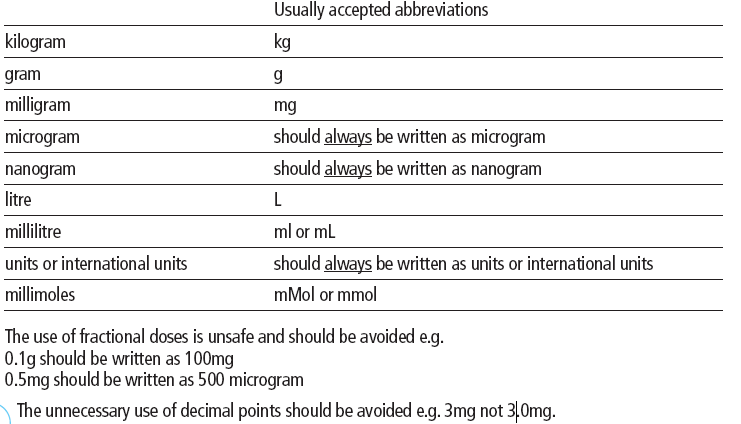 Usually accepted abbreviations
kilogram kg
gram g
milligram mg
microgram should always be written as microgram
nanogram should always be written as nanogram
litre L
millilitre ml or mL
units or international units should always be written as units or international units
millimoles mMol or mmol
The use of fractional doses is unsafe and should be avoided e.g.
0.1g should be written as 100mg
0.5mg should be written as 500 microgram
The unnecessary use of decimal points should be avoided e.g. 3mg not 3.0mg.